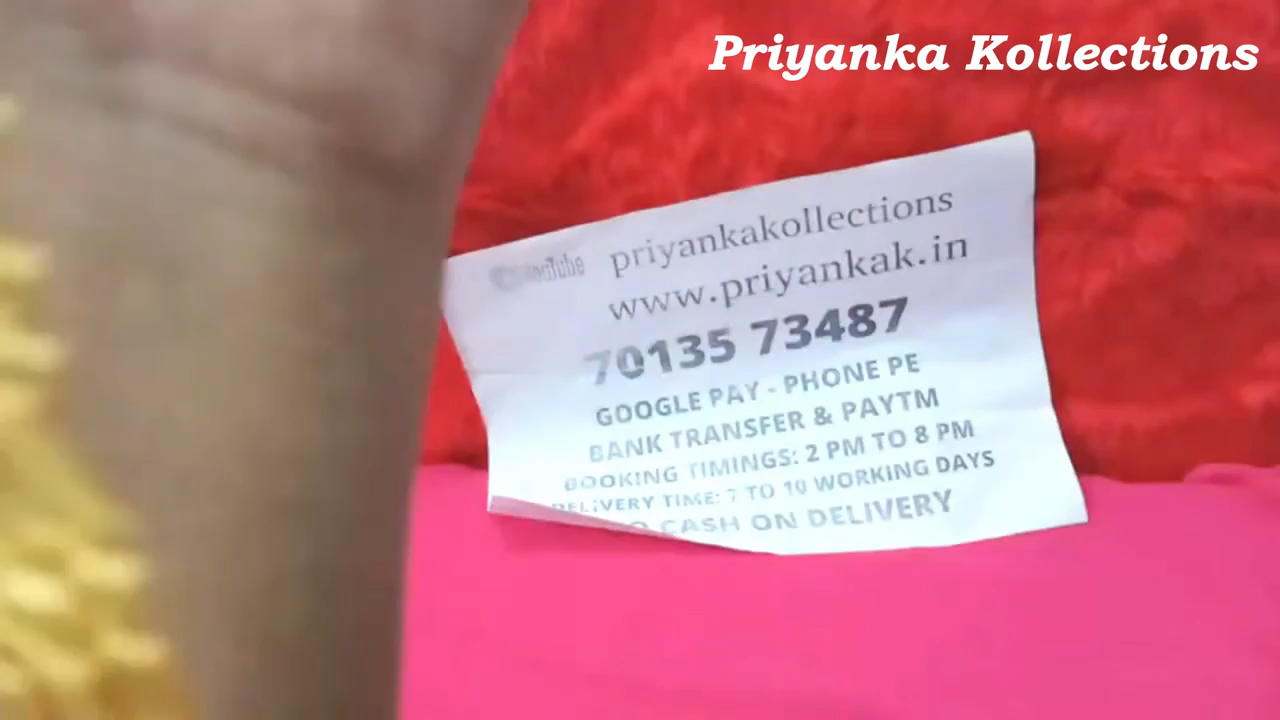 Priyanka Kollections
YouTube priyankakollections
www.priyankak.in
70135 73487
GOOGLE PAY - PHONE PE
BANK TRANSFER & PAYTM
BOOKING TIMINGS: 2 PM TO 8 PM
DELIVERY TIME: 7 TO 10 WORKING DAYS
CASH ON DELIVERY